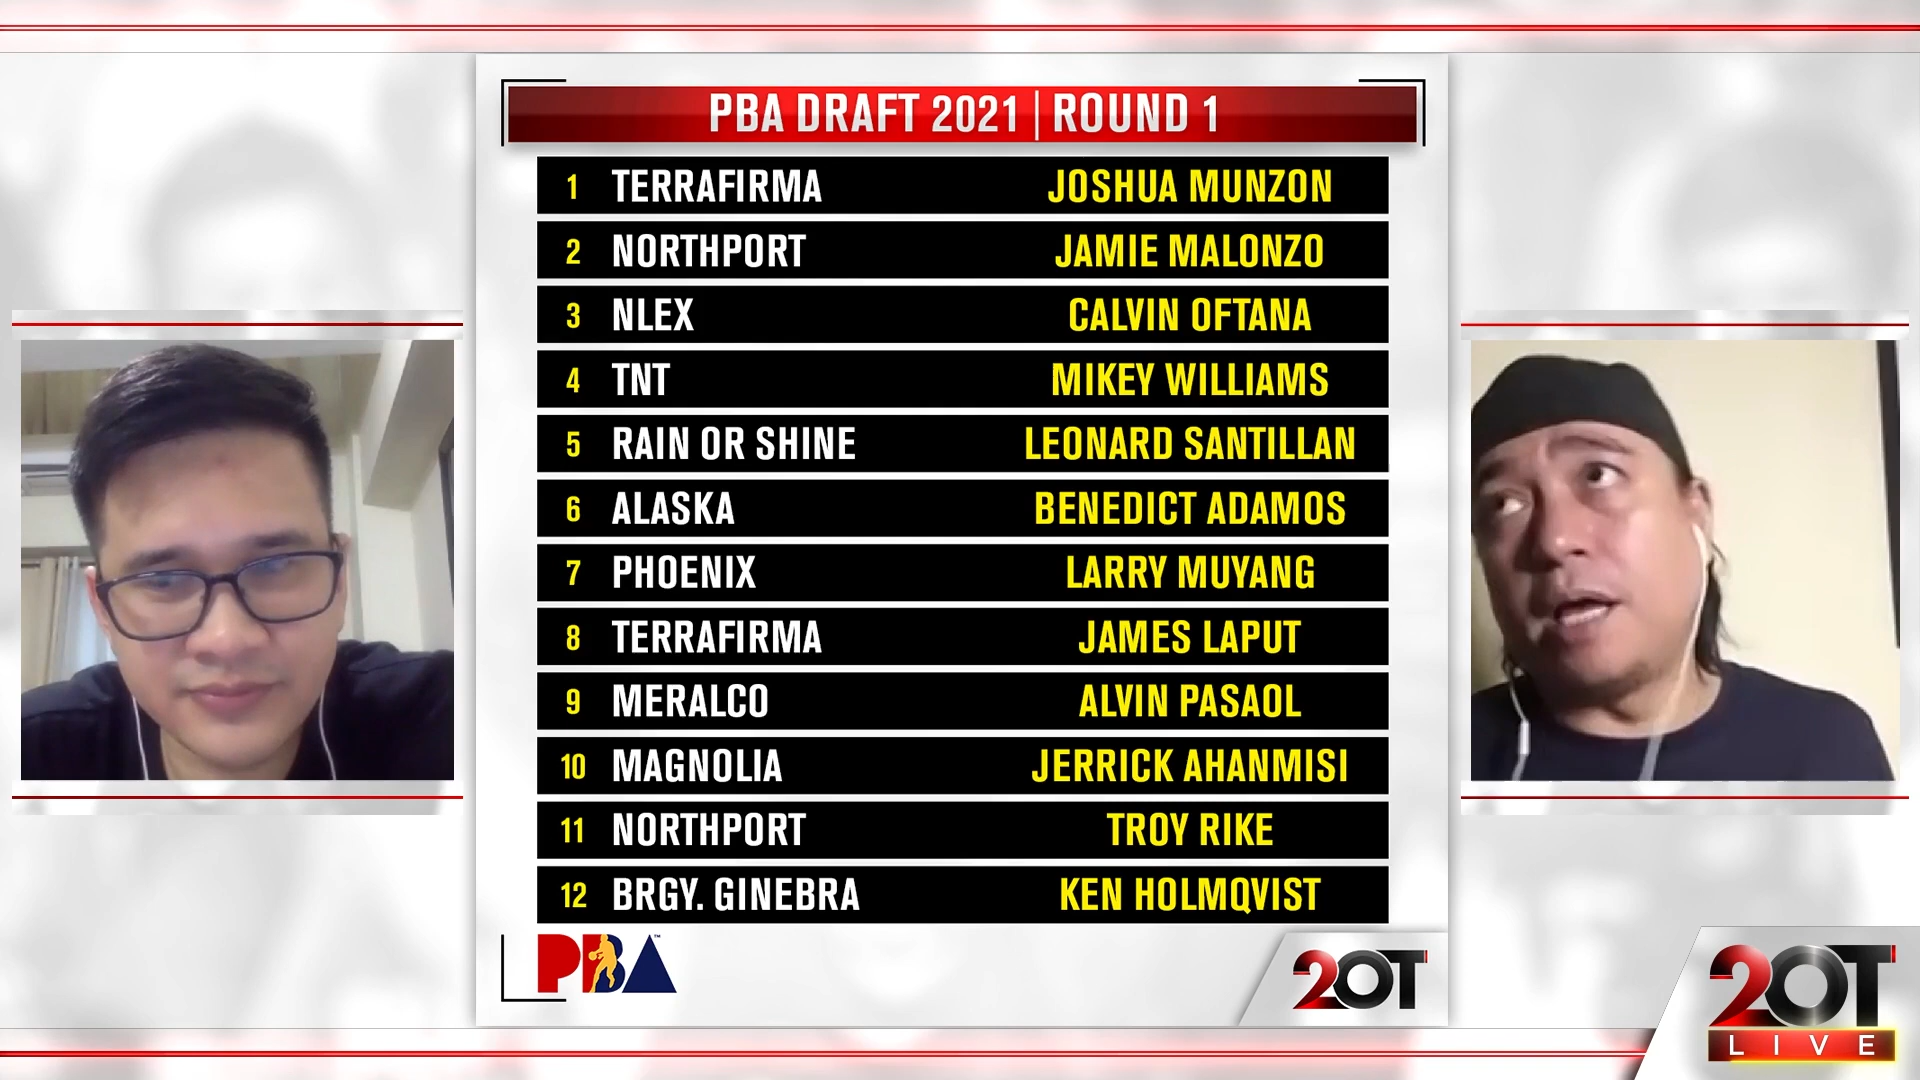 PBA DRAFT 2021 | ROUND 1
1 TERRAFIRMA JOSHUA MUNZON
2 NORTHPORT JAMIE MALONZO
3 NLEX CALVIN OFTANA
4 TNT MIKEY WILLIAMS
5 RAIN OR SHINE LEONARD SANTILLAN
6 ALASKA BENEDICT ADAMOS
7 PHOENIX LARRY MUYANG
8 TERRAFIRMA JAMES LAPUT
9 MERALCO ALVIN PASAOL
10 MAGNOLIA JERRICK AHANMISI
11 NORTHPORT TROY RIKE
12 BRGY. GINEBRA KEN HOLMQVIST
PBA™
2OT
2OT
LIVE